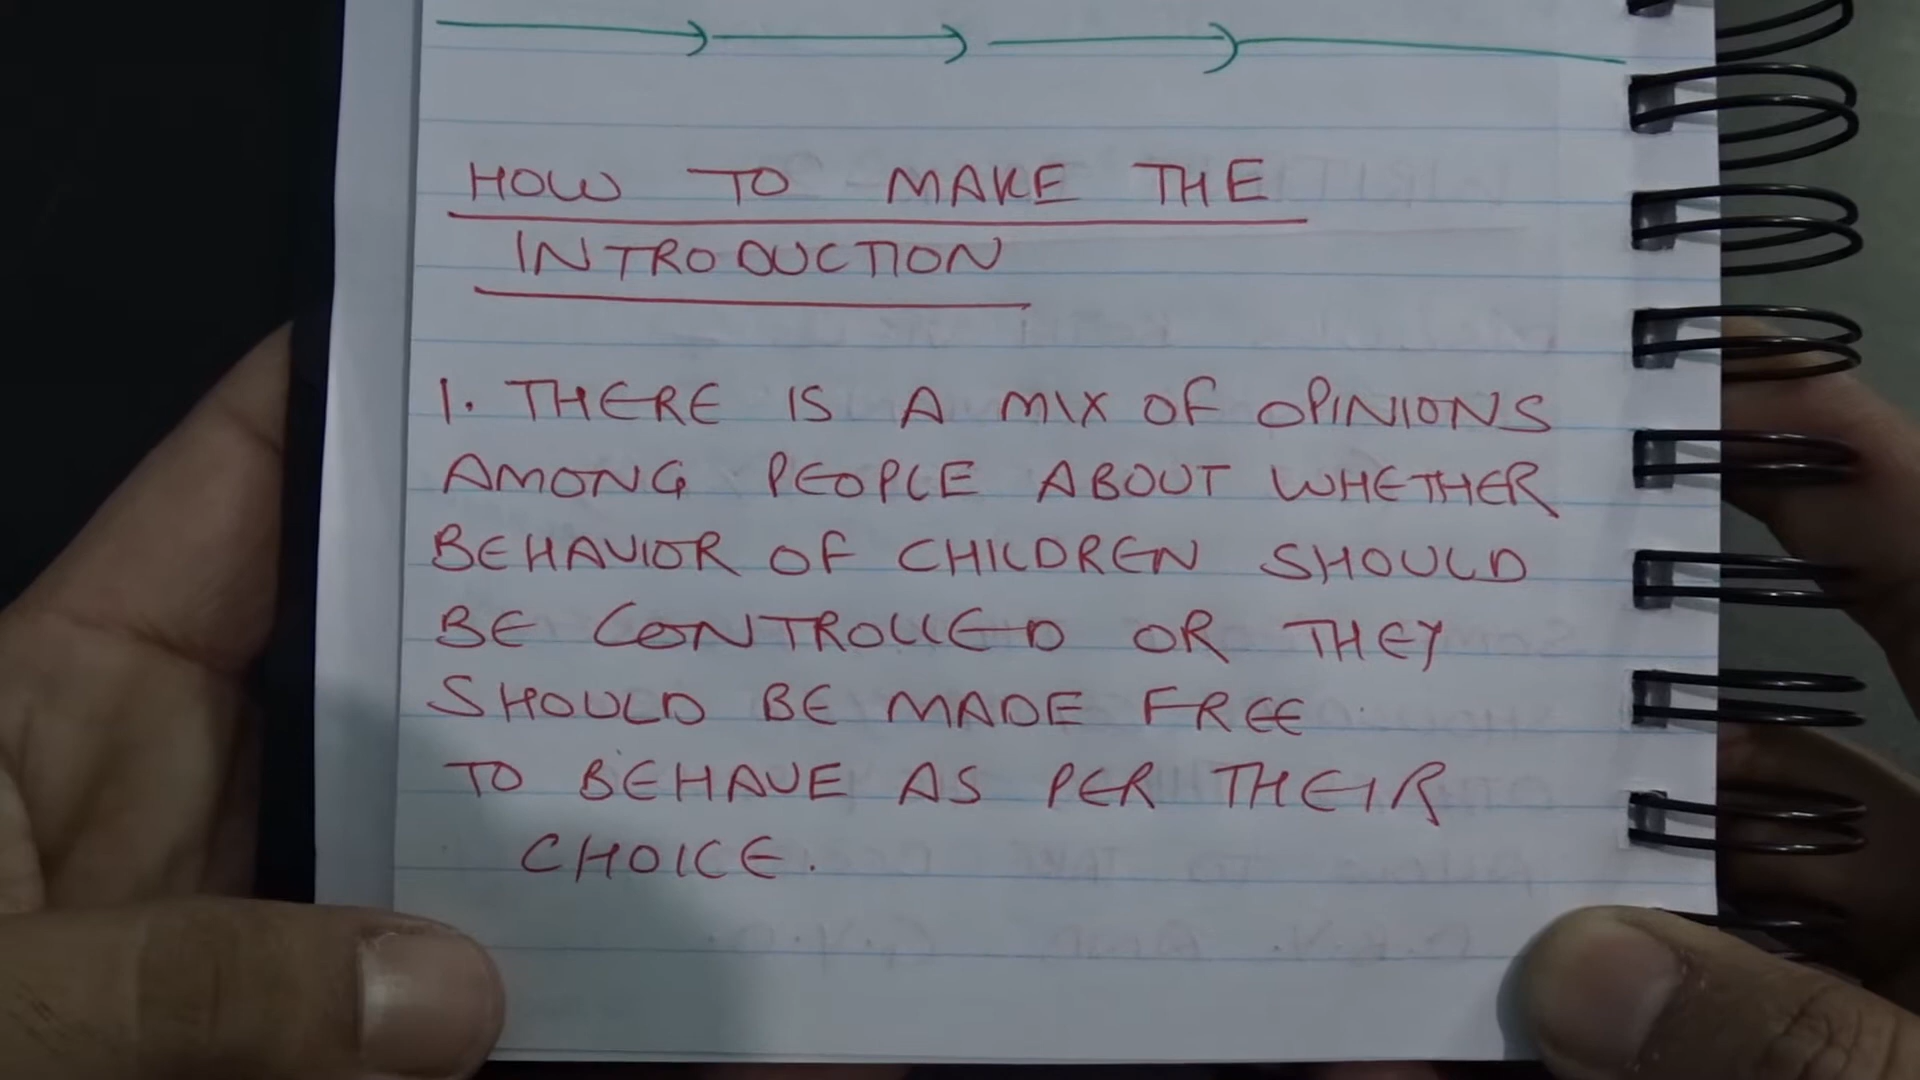 HOW TO MAKE THE
INTRODUCTION
1. THERE IS A MIX OF OPINIONS
AMONG PEOPLE ABOUT WHETHER
BEHAVIOR OF CHILDREN SHOULD
BE CONTROLLED OR THEY
SHOULD BE MADE FREE
TO BEHAVE AS PER THEIR
CHOICE.